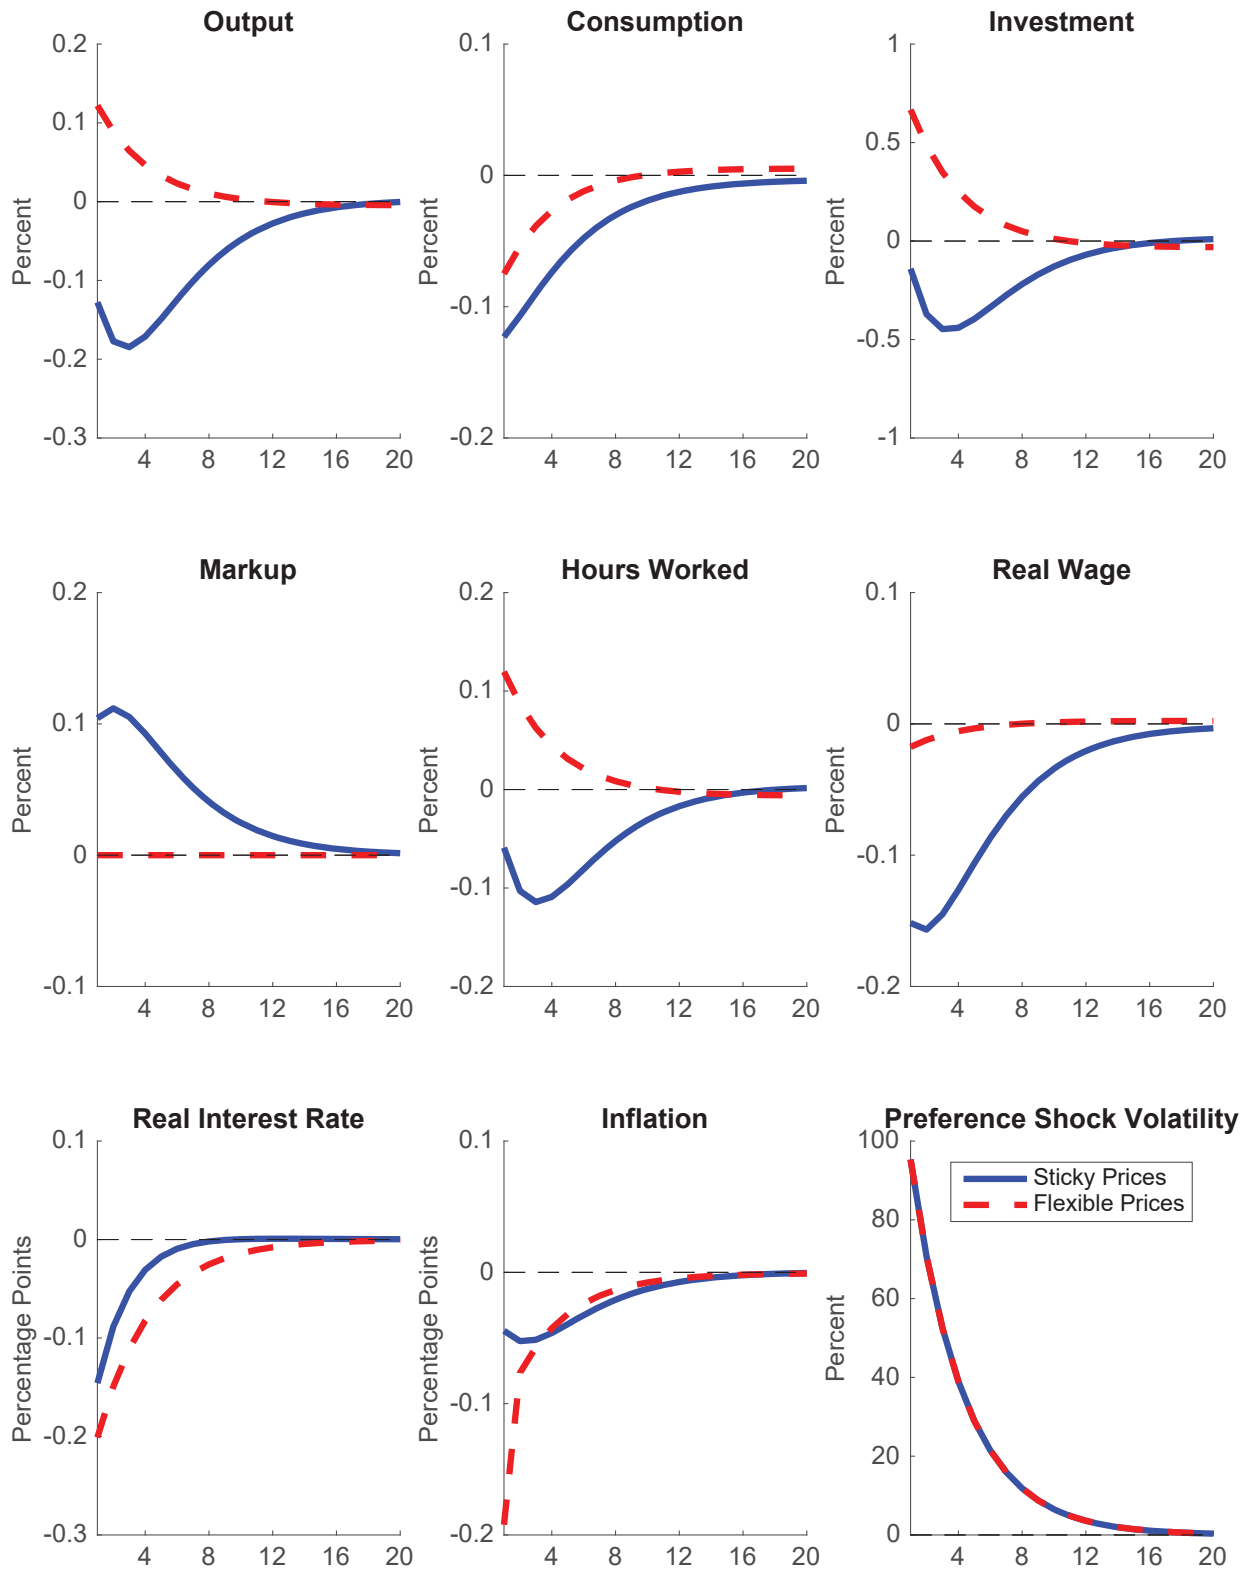 Output
Percent
0.2
0.1
0
-0.1
-0.2
-0.3
4 8 12 16 20
Consumption
0.1
0
-0.1
-0.2
4 8 12 16 20
Investment
1
0.5
0
-0.5
-1
4 8 12 16 20
Markup
Percent
0.2
0.1
0
-0.1
4 8 12 16 20
Hours Worked
0.2
0.1
0
-0.1
-0.2
4 8 12 16 20
Real Wage
Percent
0.1
0
-0.1
-0.2
4 8 12 16 20
Real Interest Rate
Percentage Points
0.1
0
-0.1
-0.2
-0.3
4 8 12 16 20
Inflation
Percentage Points
0.1
0
-0.1
-0.2
4 8 12 16 20
Preference Shock Volatility
Percent
100
80
60
40
20
0
Sticky Prices
Flexible Prices
4 8 12 16 20
Percent
Percent
Percent